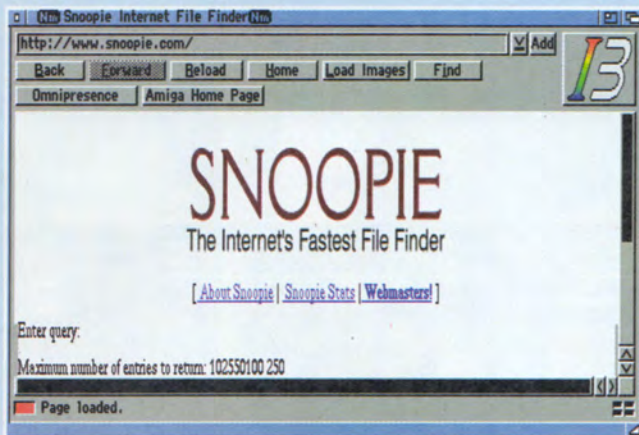 Snoopie Internet File Finder
http://www.snoopie.com/ Add
Back Forward Reload Home Load Images Find
Omnipresence Amiga Home Page
SNOOPIE
The Internet's Fastest File Finder
[ About Snoopie | Snoopie Stats | Webmasters! ]
Enter query:
Maximum number of entries to return: 102550100 250
Page loaded.